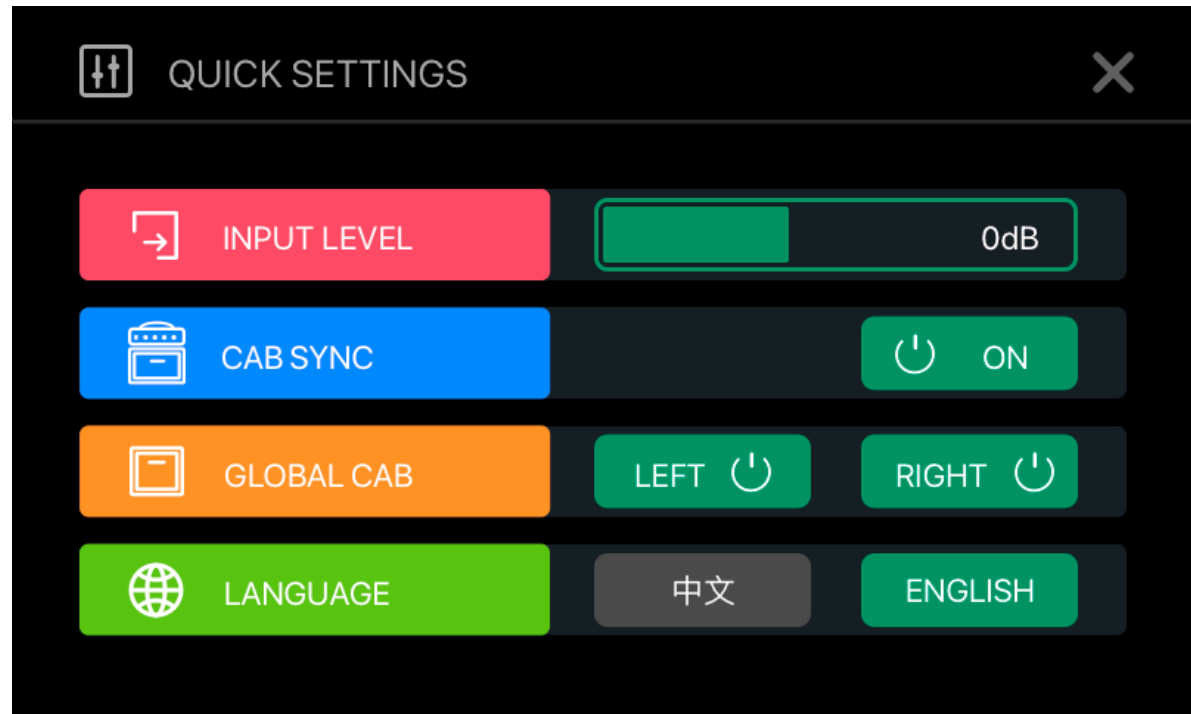 QUICK SETTINGS
INPUT LEVEL 0dB
CAB SYNC ON
GLOBAL CAB LEFT RIGHT
LANGUAGE 中文 ENGLISH